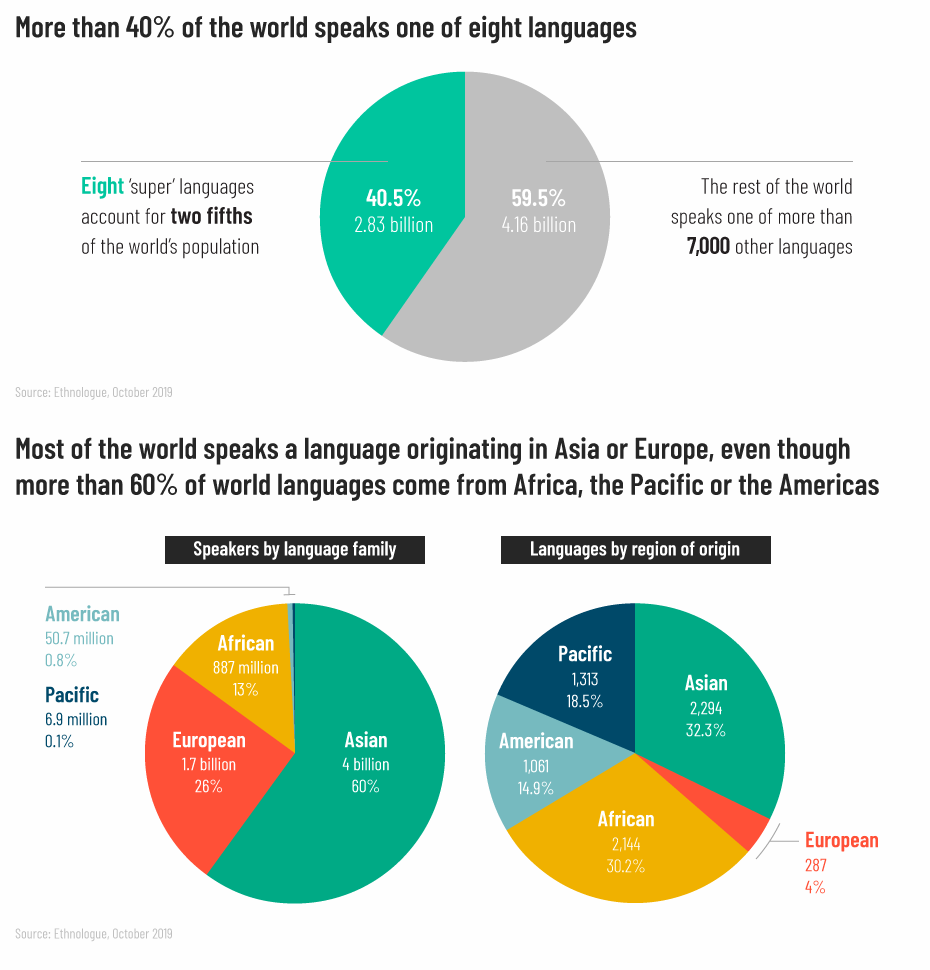 More than 40% of the world speaks one of eight languages
Eight 'super' languages
account for two fifths
of the world's population
40.5%
2.83 billion
59.5%
4.16 billion
The rest of the world
speaks one of more than
7,000 other languages
Source: Ethnologue, October 2019
Most of the world speaks a language originating in Asia or Europe, even though
more than 60% of world languages come from Africa, the Pacific or the Americas
Speakers by language family
American
50.7 million
0.8%
Pacific
6.9 million
0.1%
African
887 million
13%
European
1.7 billion
26%
Asian
4 billion
60%
Languages by region of origin
Pacific
1,313
18.5%
Asian
2,294
32.3%
American
1,061
14.9%
African
2,144
30.2%
European
287
4%
Source: Ethnologue, October 2019